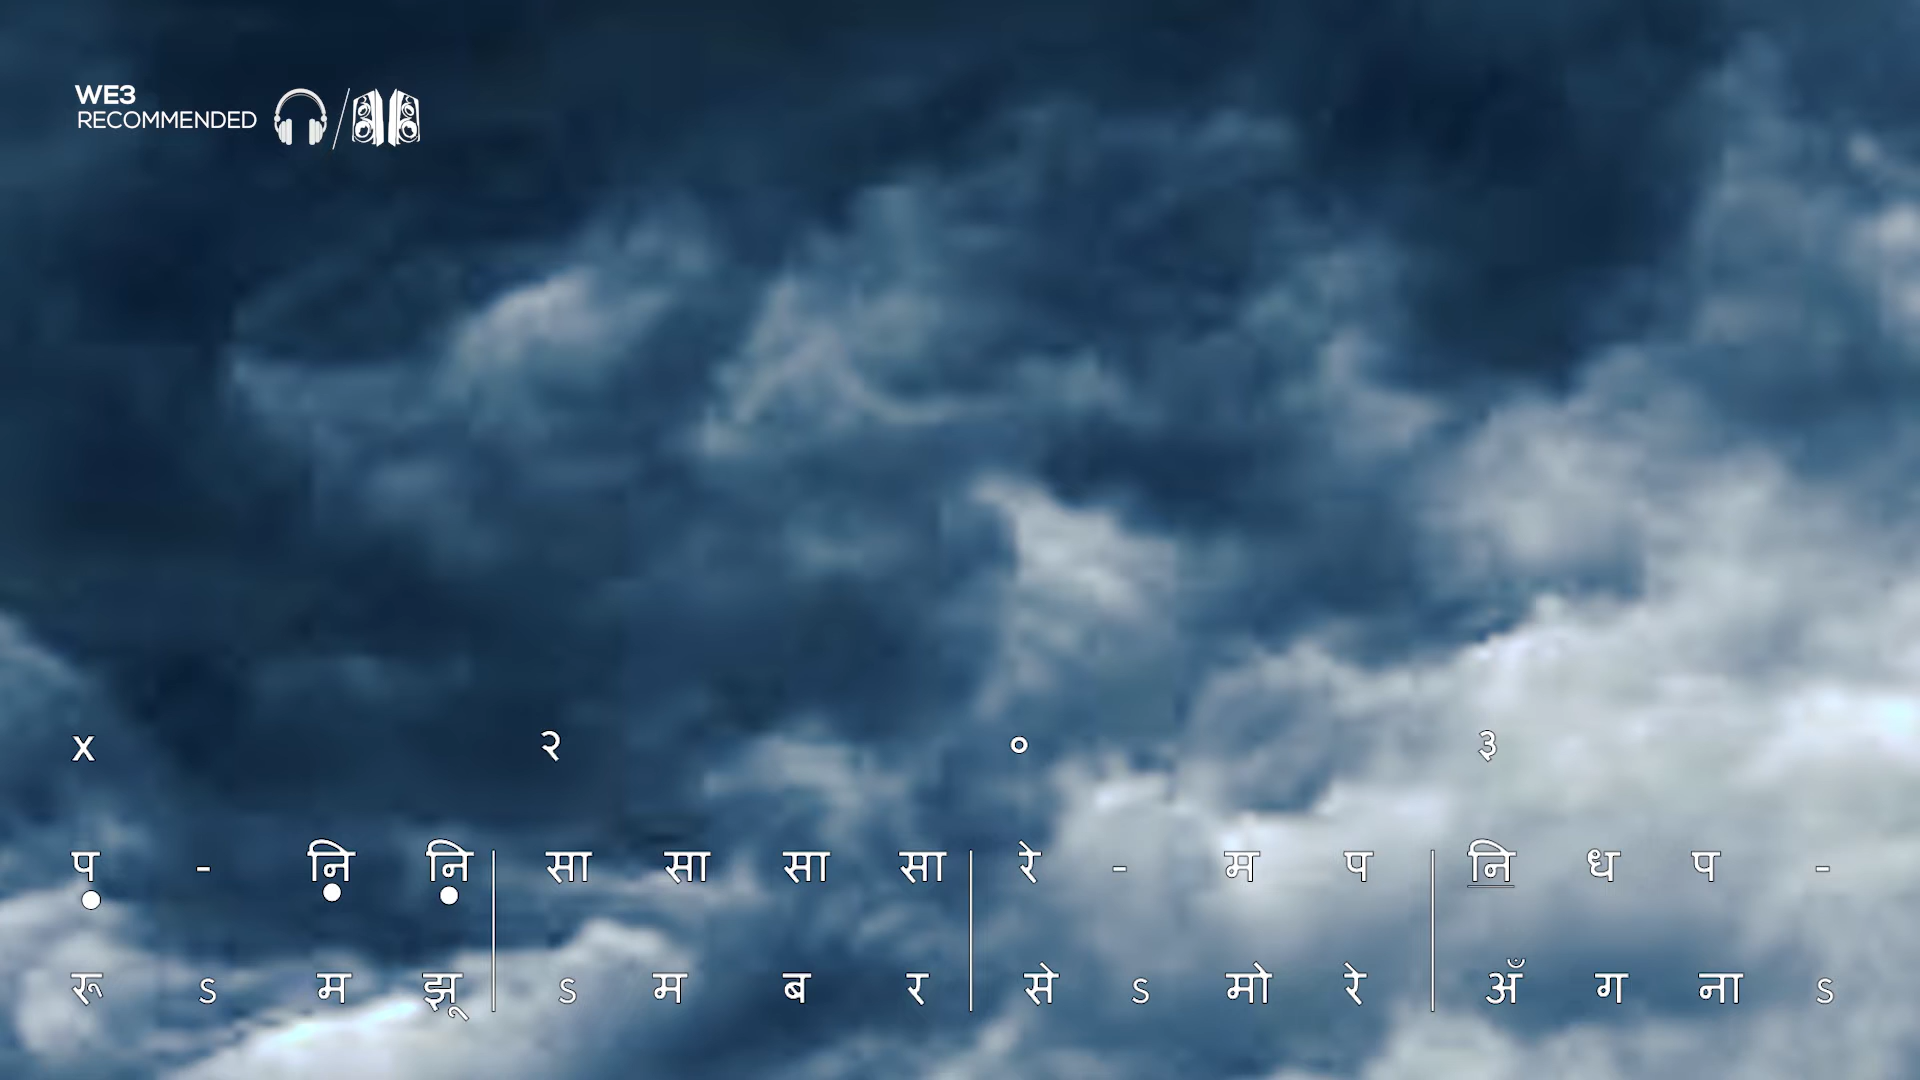 WE3
RECOMMENDED
x २ ० ३
प़ - नि़ नि़ | सा सा सा सा | रे - म प | नि॒ ध प -
रू ऽ म झू | ऽ म ब र | से ऽ मो रे | अँ ग ना ऽ